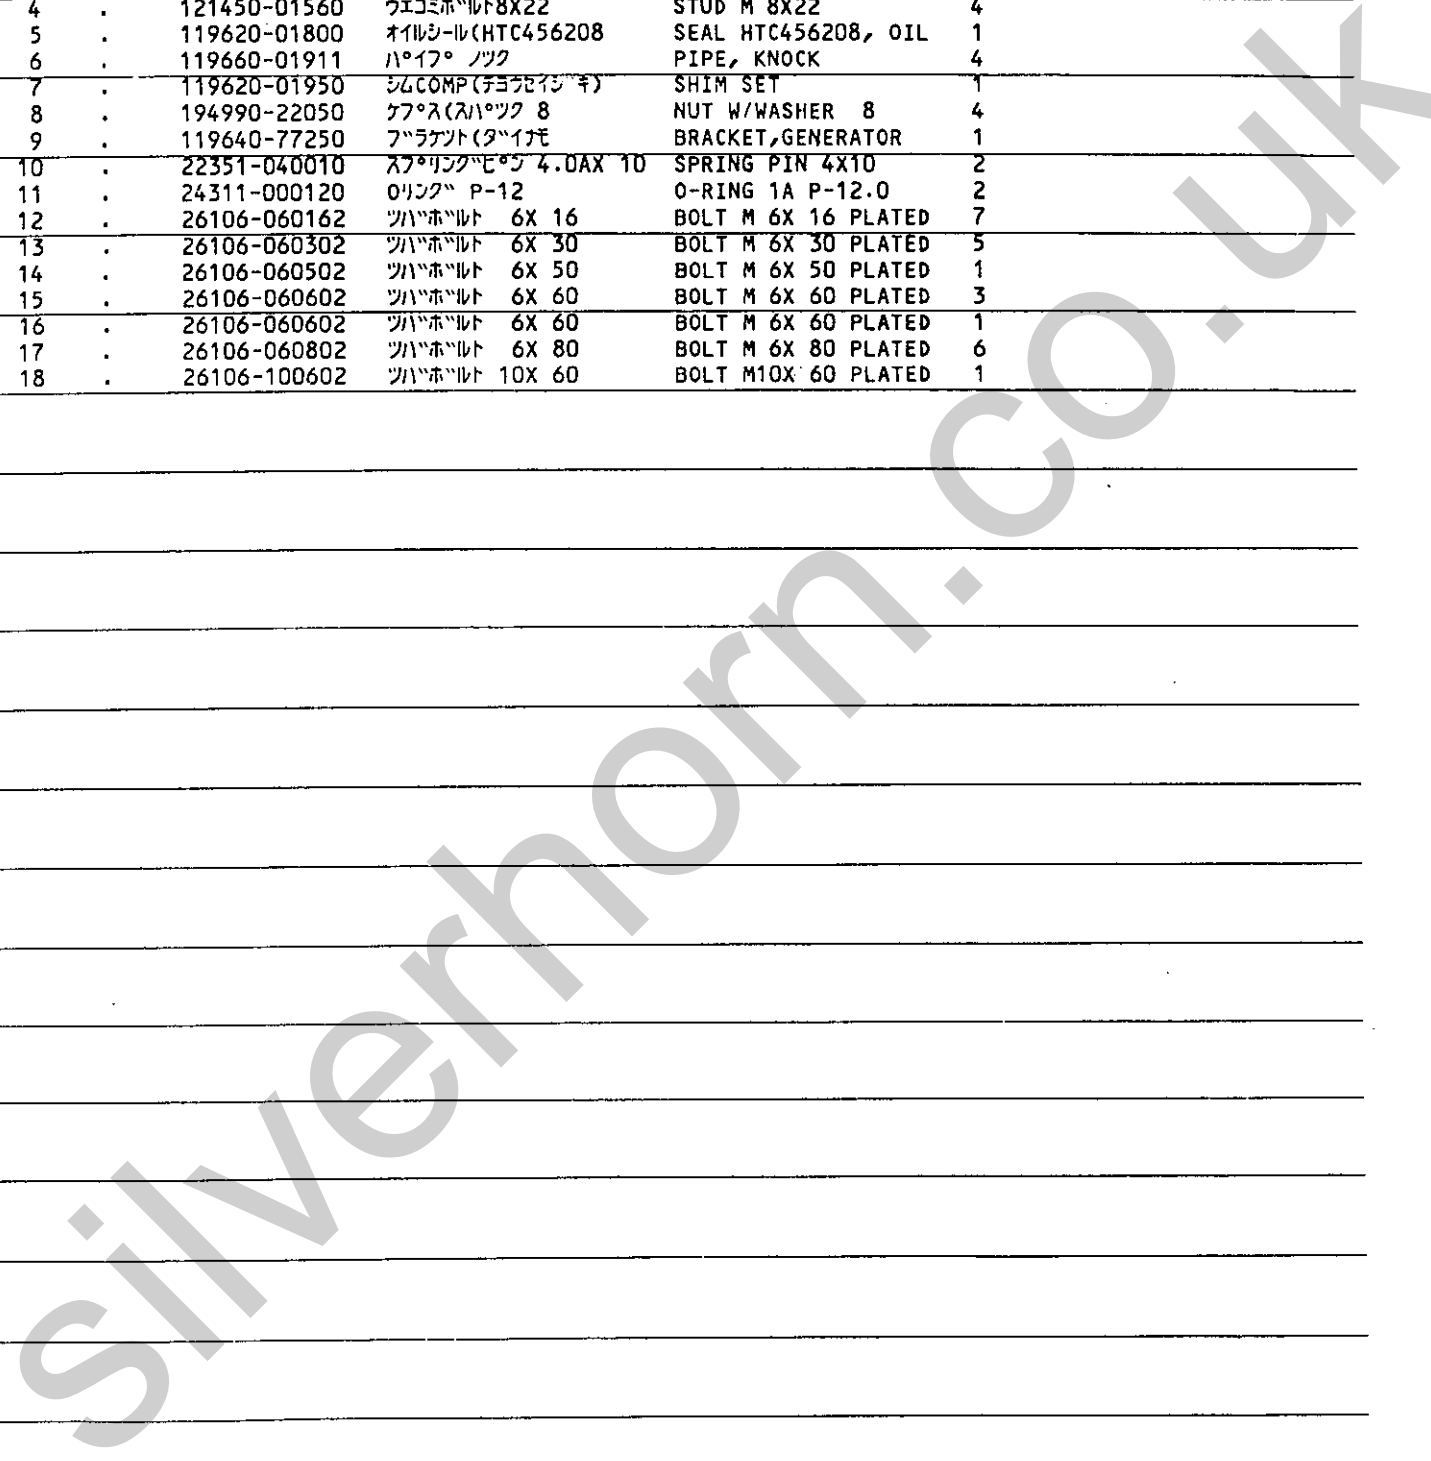 4 . 121450-01560 ウエコミボルト8X22 STUD M 8X22 4
5 . 119620-01800 オイルシール(HTC456208 SEAL HTC456208, OIL 1
6 . 119660-01911 パイプ ノツク PIPE, KNOCK 4
7 . 119620-01950 シムCOMP(チヨウセイジキ) SHIM SET 1
8 . 194990-22050 ケプス(スパツク 8 NUT W/WASHER 8 4
9 . 119640-77250 ブラケツト(ダイナモ BRACKET,GENERATOR 1
10 . 22351-040010 スプリングピン 4.0AX 10 SPRING PIN 4X10 2
11 . 24311-000120 Oリング P-12 O-RING 1A P-12.0 2
12 . 26106-060162 ツバボルト 6X 16 BOLT M 6X 16 PLATED 7
13 . 26106-060302 ツバボルト 6X 30 BOLT M 6X 30 PLATED 5
14 . 26106-060502 ツバボルト 6X 50 BOLT M 6X 50 PLATED 1
15 . 26106-060602 ツバボルト 6X 60 BOLT M 6X 60 PLATED 3
16 . 26106-060602 ツバボルト 6X 60 BOLT M 6X 60 PLATED 1
17 . 26106-060802 ツバボルト 6X 80 BOLT M 6X 80 PLATED 6
18 . 26106-100602 ツバボルト 10X 60 BOLT M10X 60 PLATED 1
silverhorn.co.uk